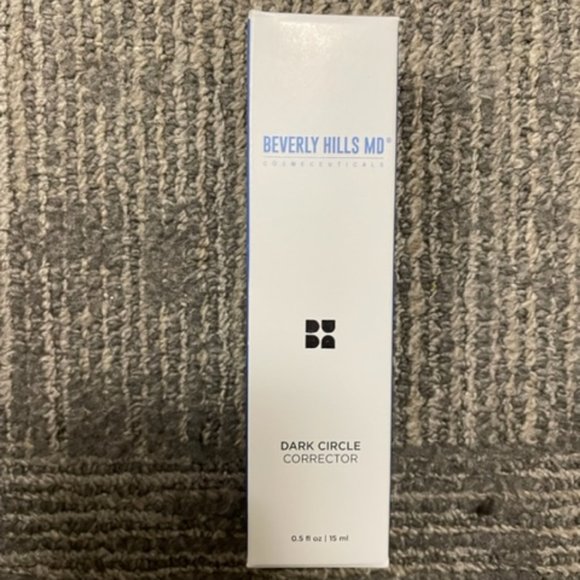 BEVERLY HILLS MD®
COSMECEUTICALS
DARK CIRCLE
CORRECTOR
0.5 fl oz | 15 ml